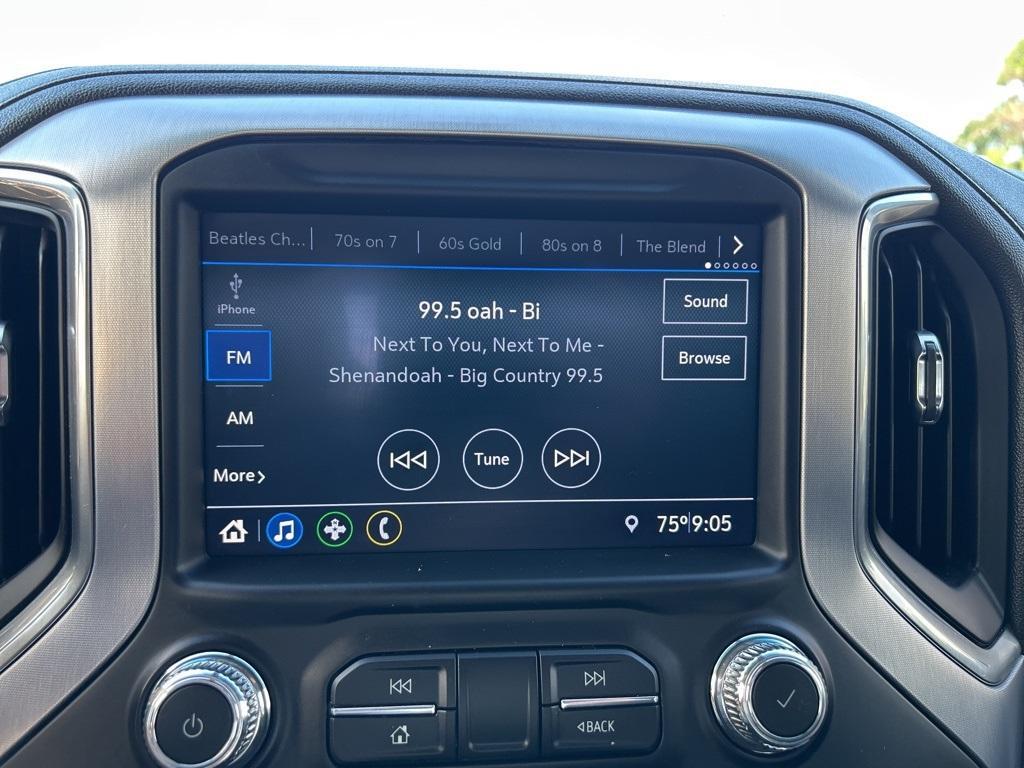 Beatles Ch... 70s on 7 60s Gold 80s on 8 The Blend
iPhone
99.5 oah - Bi
Sound
FM
Next To You, Next To Me -
Shenandoah - Big Country 99.5
Browse
AM
More
Tune
75° 9:05
BACK